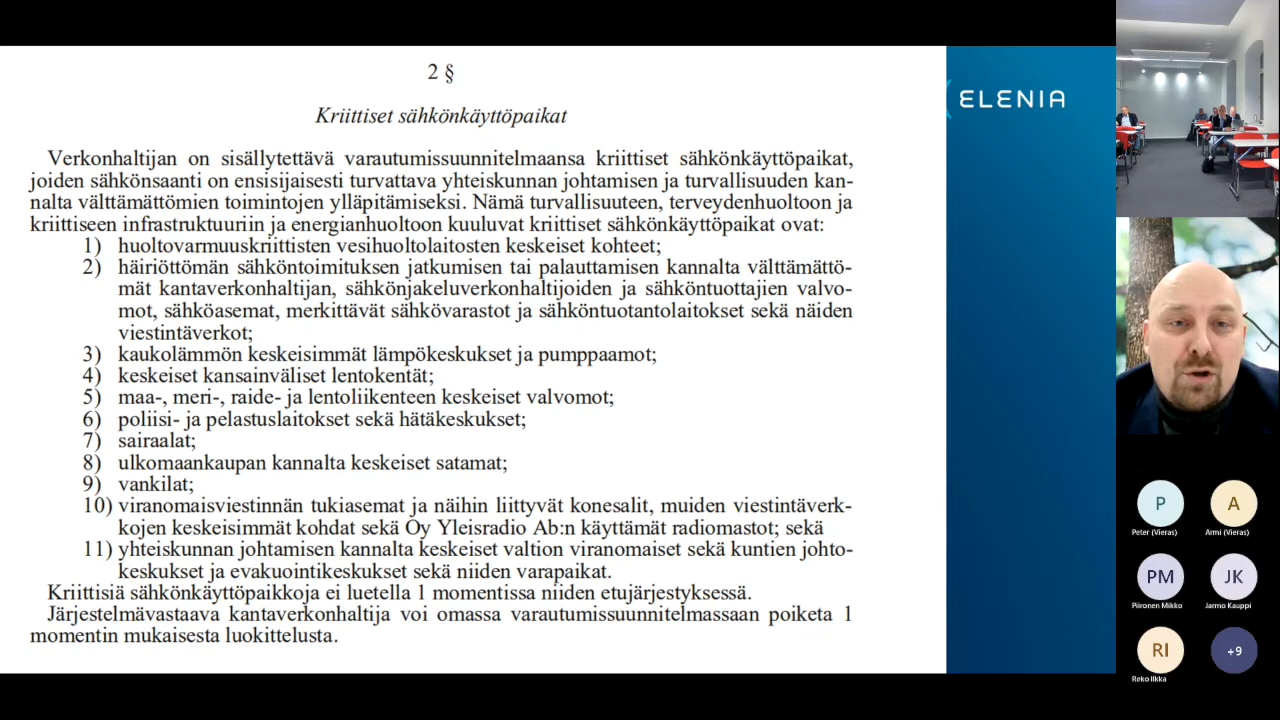 2 §
Kriittiset sähkönkäyttöpaikat
Verkonhaltijan on sisällytettävä varautumissuunnitelmaansa kriittiset sähkönkäyttöpaikat,
joiden sähkönsaanti on ensisijaisesti turvattava yhteiskunnan johtamisen ja turvallisuuden kan-
nalta välttämättömien toimintojen ylläpitämiseksi. Nämä turvallisuuteen, terveydenhuoltoon ja
kriittiseen infrastruktuuriin ja energianhuoltoon kuuluvat kriittiset sähkönkäyttöpaikat ovat:
1) huoltovarmuuskriittisten vesihuoltolaitosten keskeiset kohteet;
2) häiriöttömän sähköntoimituksen jatkumisen tai palauttamisen kannalta välttämättö-
mät kantaverkonhaltijan, sähkönjakeluverkonhaltijoiden ja sähköntuottajien valvo-
mot, sähköasemat, merkittävät sähkövarastot ja sähköntuotantolaitokset sekä näiden
viestintäverkot;
3) kaukolämmön keskeisimmät lämpökeskukset ja pumppaamot;
4) keskeiset kansainväliset lentokentät;
5) maa-, meri-, raide- ja lentoliikenteen keskeiset valvomot;
6) poliisi- ja pelastuslaitokset sekä hätäkeskukset;
7) sairaalat;
8) ulkomaankaupan kannalta keskeiset satamat;
9) vankilat;
10) viranomaisviestinnän tukiasemat ja näihin liittyvät konesalit, muiden viestintäverk-
kojen keskeisimmät kohdat sekä Oy Yleisradio Ab:n käyttämät radiomastot; sekä
11) yhteiskunnan johtamisen kannalta keskeiset valtion viranomaiset sekä kuntien johto-
keskukset ja evakuointikeskukset sekä niiden varapaikat.
Kriittisiä sähkönkäyttöpaikkoja ei luetella 1 momentissa niiden etujärjestyksessä.
Järjestelmävastaava kantaverkonhaltija voi omassa varautumissuunnitelmassaan poiketa 1
momentin mukaisesta luokittelusta.
ELENIA
P
A
Peter (Vieras)
Armi (Vieras)
PM
JK
Piironen Mikko
Jarmo Kauppi
RI
+9
Reko Ilkka